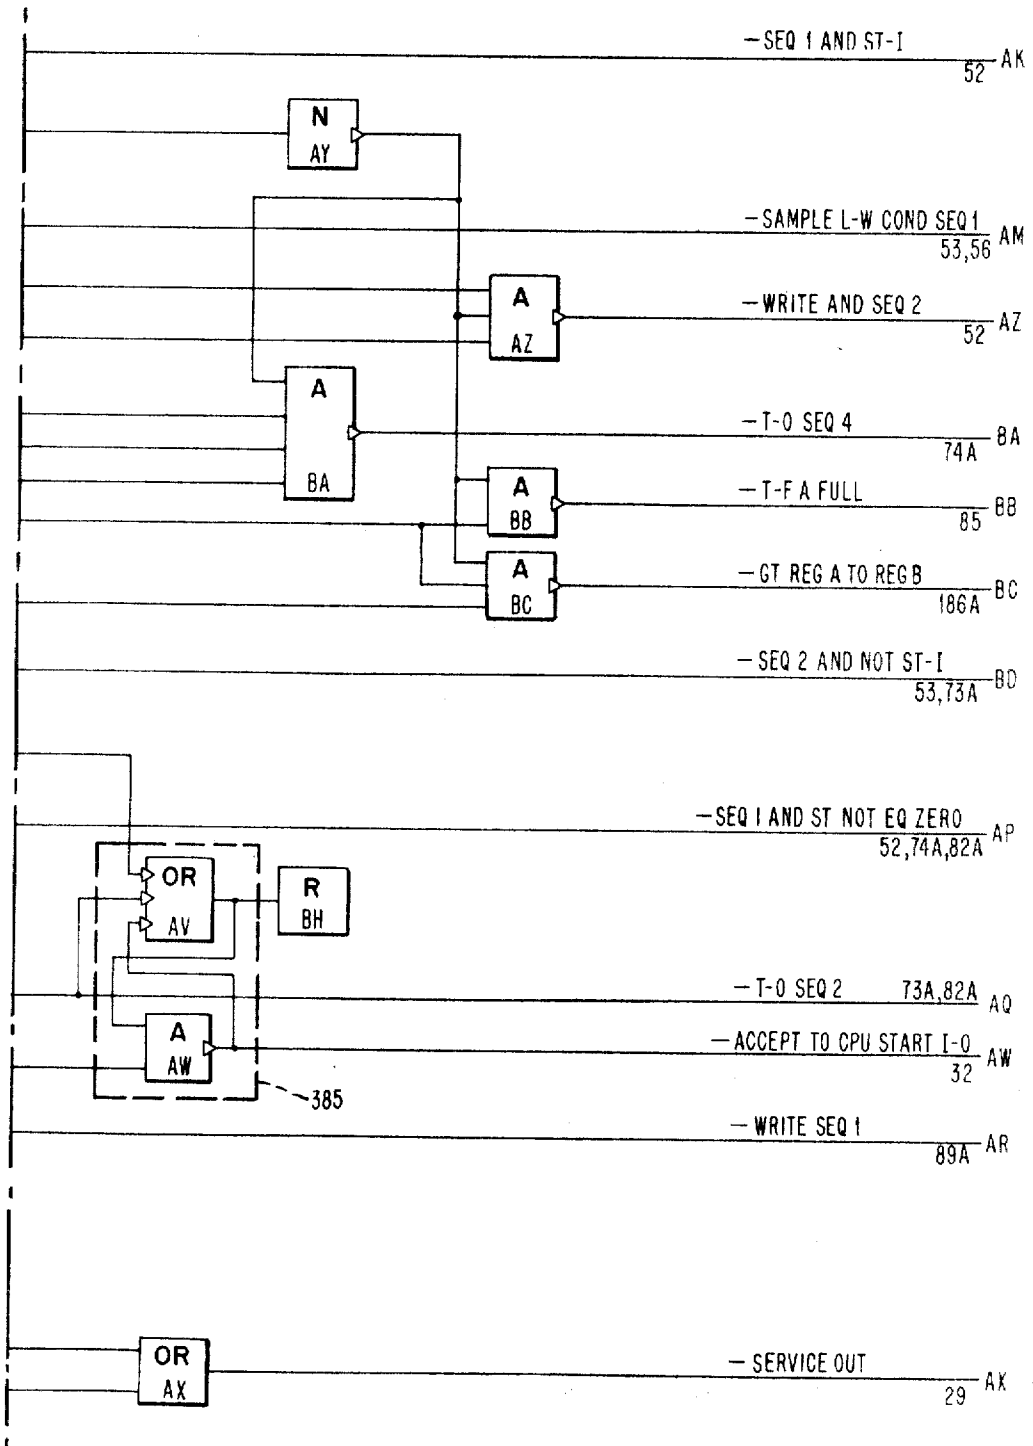 —SEQ 1 AND ST-I
52
AK
N
AY
—SAMPLE L-W COND SEQ 1
53,56
AM
A
AZ
—WRITE AND SEQ 2
52
AZ
A
BA
—T-O SEQ 4
74A
BA
A
BB
—T-F A FULL
85
BB
A
BC
—GT REG A TO REG B
186A
BC
—SEQ 2 AND NOT ST-I
53,73A
BD
—SEQ 1 AND ST NOT EQ ZERO
52,74A,82A
AP
OR
AV
R
BH
—T-O SEQ 2 73A,82A
AQ
A
AW
—ACCEPT TO CPU START I-O
32
AW
385
—WRITE SEQ 1
89A
AR
OR
AX
—SERVICE OUT
29
AX